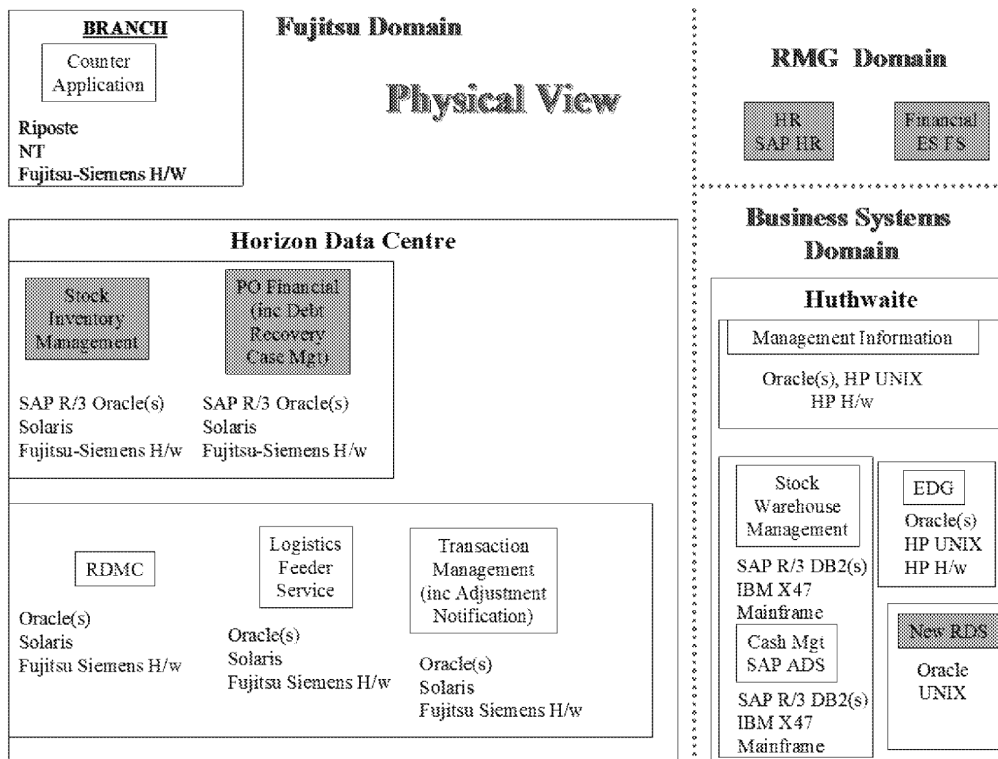 Fujitsu Domain
Physical View
BRANCH
Counter
Application
Riposte
NT
Fujitsu-Siemens H/W
RMG Domain
HR
SAP HR
Financial
ES FS
Horizon Data Centre
Stock
Inventory
Management
SAP R/3 Oracle(s)
Solaris
Fujitsu-Siemens H/w
PO Financial
(inc Debt
Recovery
Case Mgt)
SAP R/3 Oracle(s)
Solaris
Fujitsu-Siemens H/w
RDMC
Oracle(s)
Solaris
Fujitsu Siemens H/w
Logistics
Feeder
Service
Oracle(s)
Solaris
Fujitsu Siemens H/w
Transaction
Management
(inc Adjustment
Notification)
Oracle(s)
Solaris
Fujitsu Siemens H/w
Business Systems
Domain
Huthwaite
Management Information
Oracle(s), HP UNIX
HP H/w
Stock
Warehouse
Management
SAP R/3 DB2(s)
IBM X47
Mainframe
Cash Mgt
SAP ADS
SAP R/3 DB2(s)
IBM X47
Mainframe
EDG
Oracle(s)
HP UNIX
HP H/w
New RDS
Oracle
UNIX